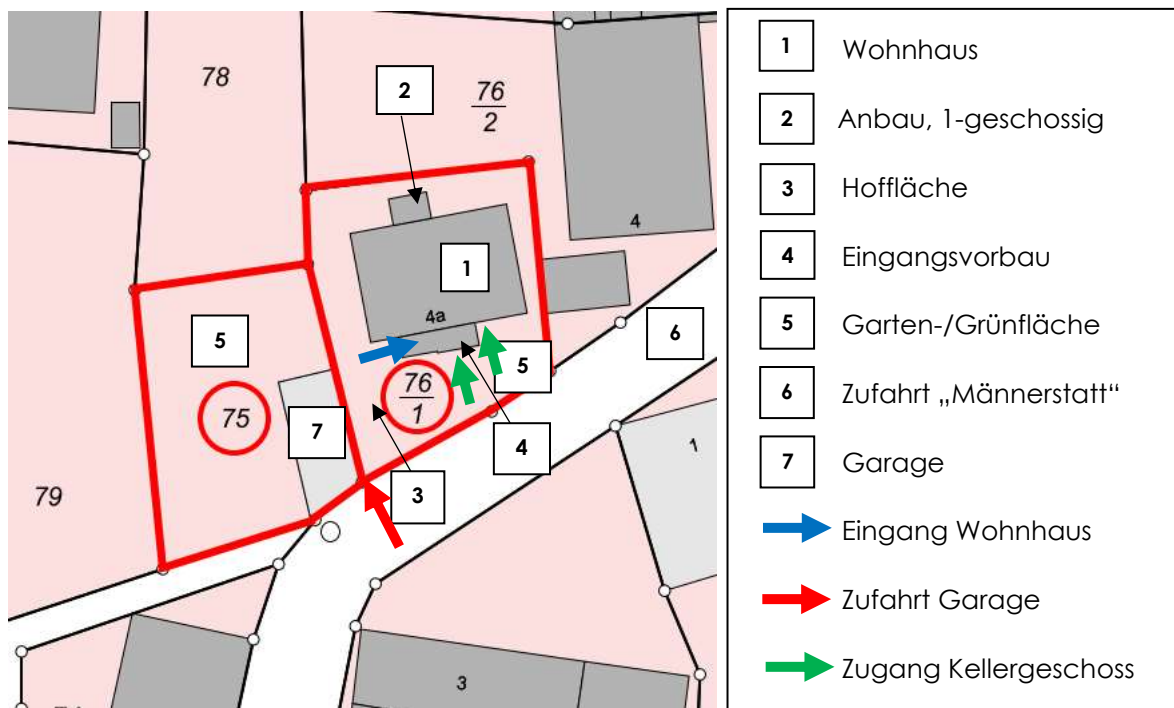 78
2
76
2
4
1
4a
5
6
5
75
76
1
7
4
1
3
79
3
1 Wohnhaus
2 Anbau, 1-geschossig
3 Hoffläche
4 Eingangsvorbau
5 Garten-/Grünfläche
6 Zufahrt „Männerstatt“
7 Garage
Eingang Wohnhaus
Zufahrt Garage
Zugang Kellergeschoss